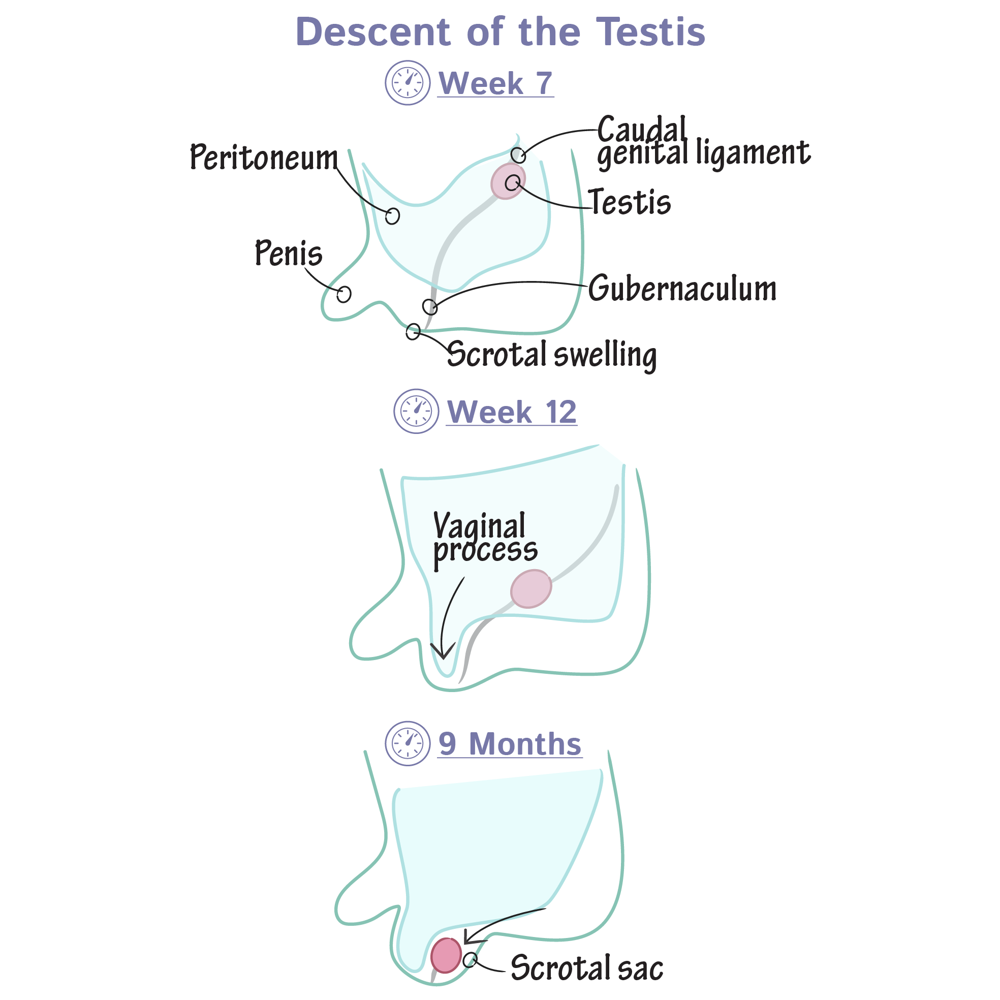 Descent of the Testis
Week 7
Caudal
genital ligament
Peritoneum
Testis
Penis
Gubernaculum
Scrotal swelling
Week 12
Vaginal
process
9 Months
Scrotal sac